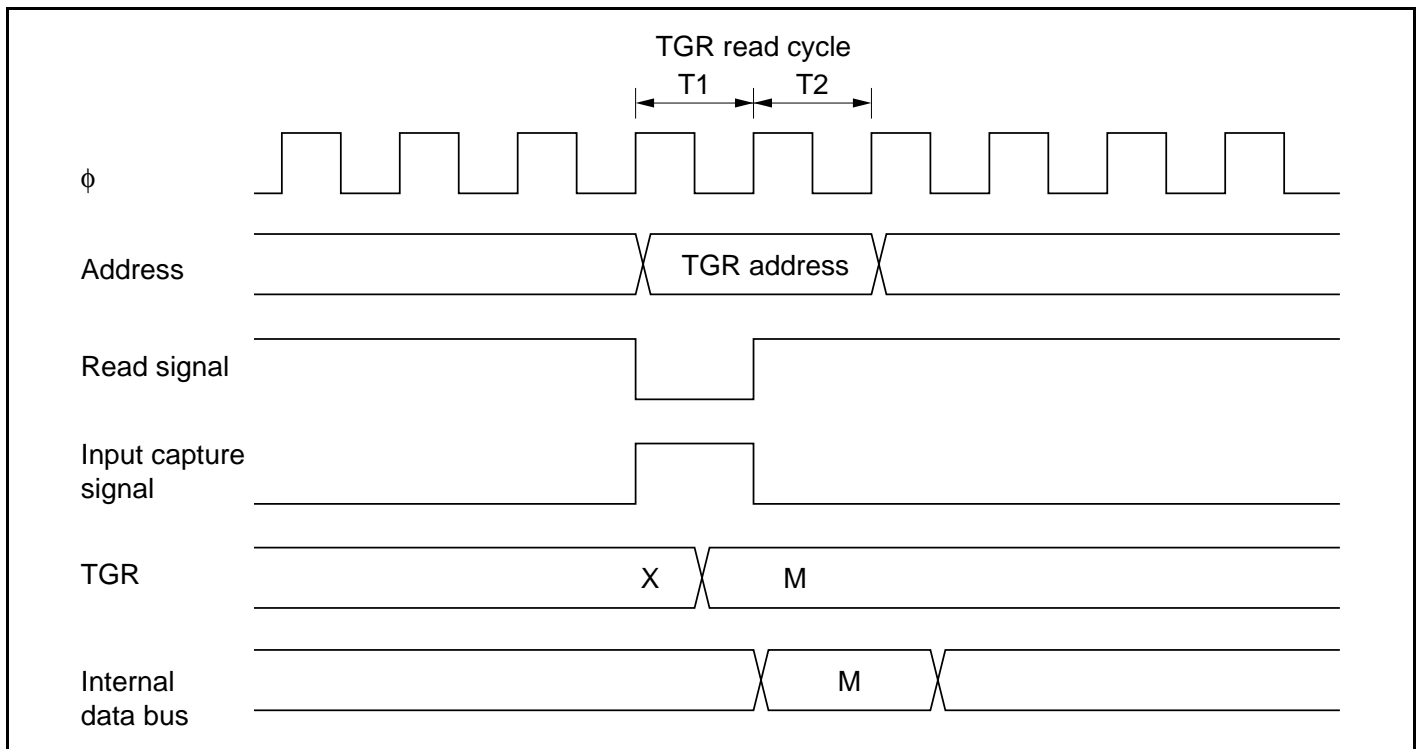 TGR read cycle
T1 T2
ϕ
Address
TGR address
Read signal
Input capture
signal
TGR
X M
Internal
data bus
M